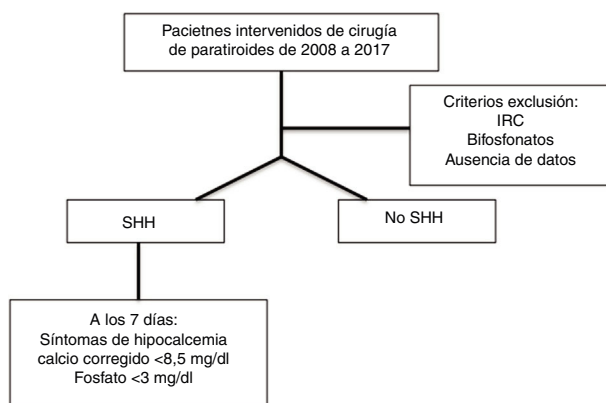 Pacietnes intervenidos de cirugía
de paratiroides de 2008 a 2017
Criterios exclusión:
IRC
Bifosfonatos
Ausencia de datos
SHH
No SHH
A los 7 días:
Síntomas de hipocalcemia
calcio corregido <8,5 mg/dl
Fosfato <3 mg/dl